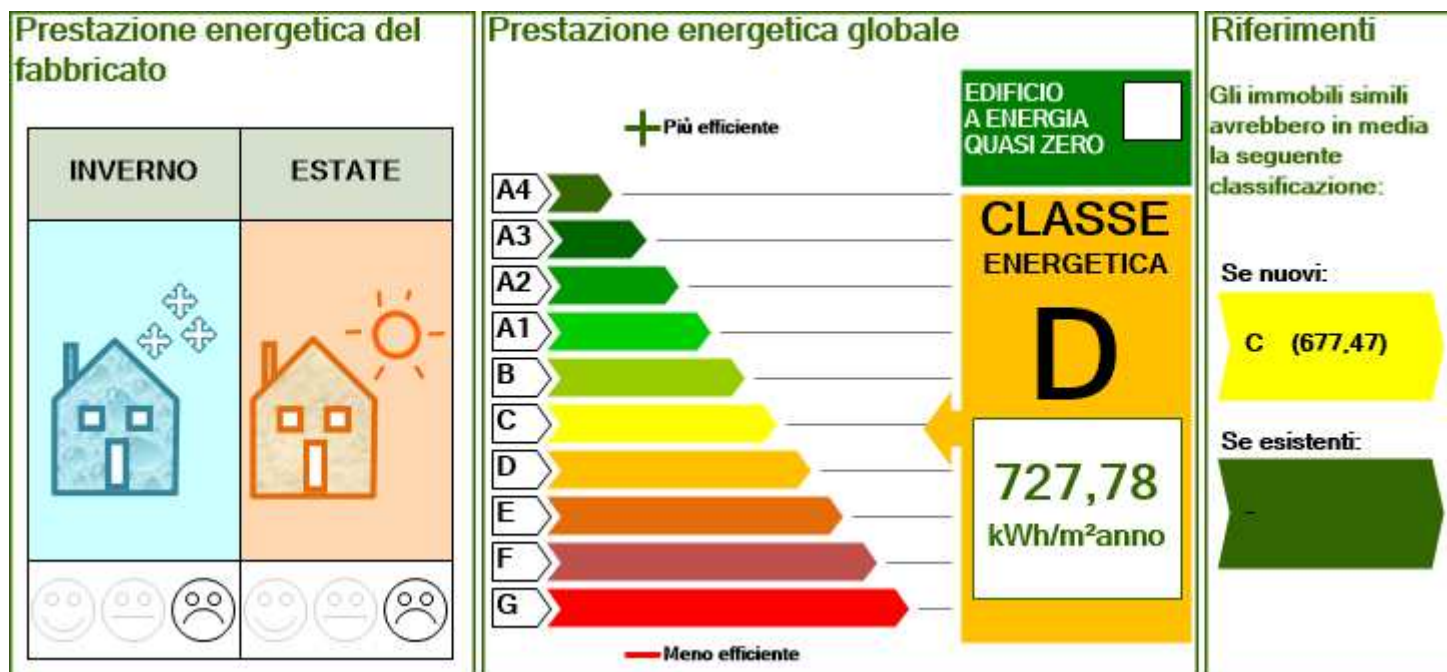 Prestazione energetica del
fabbricato
INVERNO
ESTATE
Prestazione energetica globale
Più efficiente
A4
A3
A2
A1
B
C
D
E
F
G
Meno efficiente
EDIFICIO
A ENERGIA
QUASI ZERO
CLASSE
ENERGETICA
D
727,78
kWh/m²anno
Riferimenti
Gli immobili simili
avrebbero in media
la seguente
classificazione:
Se nuovi:
C (677,47)
Se esistenti:
-